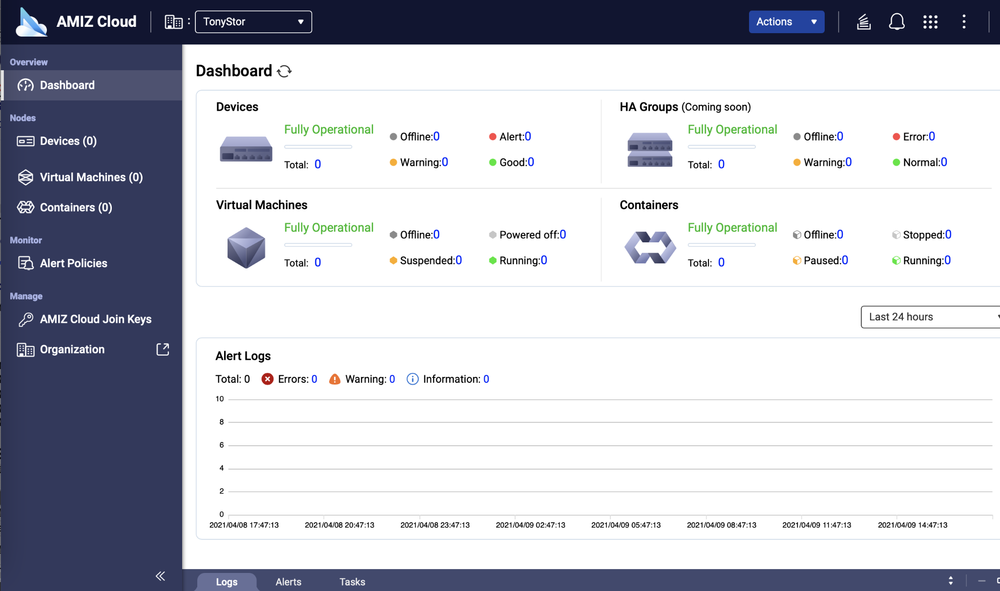 AMIZ Cloud
: TonyStor
Actions
Overview
Dashboard
Nodes
Devices (0)
Virtual Machines (0)
Containers (0)
Monitor
Alert Policies
Manage
AMIZ Cloud Join Keys
Organization
Dashboard
Devices
Fully Operational
Total: 0
Offline:0
Alert:0
Warning:0
Good:0
HA Groups (Coming soon)
Fully Operational
Total: 0
Offline:0
Error:0
Warning:0
Normal:0
Virtual Machines
Fully Operational
Total: 0
Offline:0
Powered off:0
Suspended:0
Running:0
Containers
Fully Operational
Total: 0
Offline:0
Stopped:0
Paused:0
Running:0
Last 24 hours
Alert Logs
Total: 0 Errors: 0 Warning: 0 Information: 0
10
8
6
4
2
0
2021/04/08 17:47:13 2021/04/08 20:47:13 2021/04/08 23:47:13 2021/04/09 02:47:13 2021/04/09 05:47:13 2021/04/09 08:47:13 2021/04/09 11:47:13 2021/04/09 14:47:13
Logs Alerts Tasks